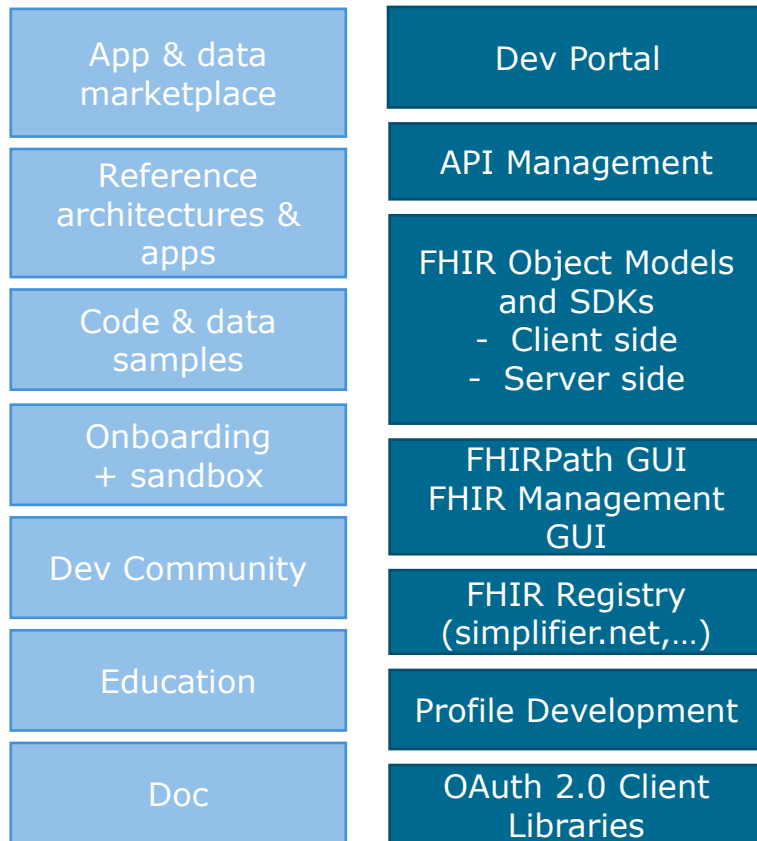 App & data
marketplace
Reference
architectures &
apps
Code & data
samples
Onboarding
+ sandbox
Dev Community
Education
Doc
Dev Portal
API Management
FHIR Object Models
and SDKs
- Client side
- Server side
FHIRPath GUI
FHIR Management
GUI
FHIR Registry
(simplifier.net,...)
Profile Development
OAuth 2.0 Client
Libraries